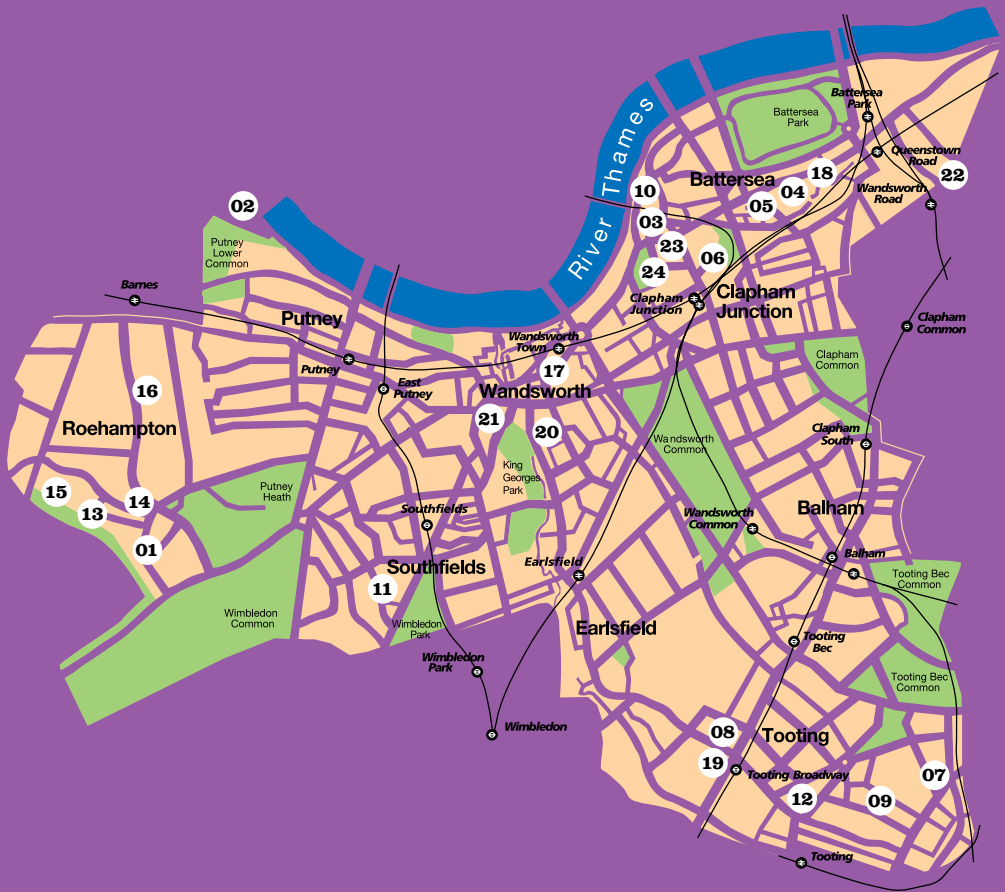 Battersea
Park
Battersea
Park
River Thames
Queenstown
Road
18
22
Battersea
10
04
Wandsworth
Road
02
05
03
Putney
Lower
Common
23
06
24
Barnes
Clapham
Junction
Clapham
Junction
Putney
Clapham
Common
Wandsworth
Town
Putney
17
Clapham
Common
East
Putney
16
Wandsworth
21
20
Roehampton
Clapham
South
Wandsworth
Common
King
Georges
Park
Putney
Heath
15
14
13
Southfields
Wandsworth
Common
Balham
01
Balham
Earlsfield
Southfields
Tooting Bec
Common
11
Wimbledon
Common
Wimbledon
Park
Earlsfield
Tooting
Bec
Wimbledon
Park
Tooting Bec
Common
Wimbledon
08
Tooting
19
Tooting Broadway
07
12
09
Tooting